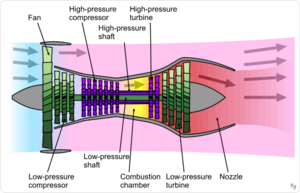 Fan
High-pressure
compressor
High-pressure
turbine
High-pressure
shaft
Low-pressure
compressor
Low-pressure
shaft
Combustion
chamber
Low-pressure
turbine
Nozzle